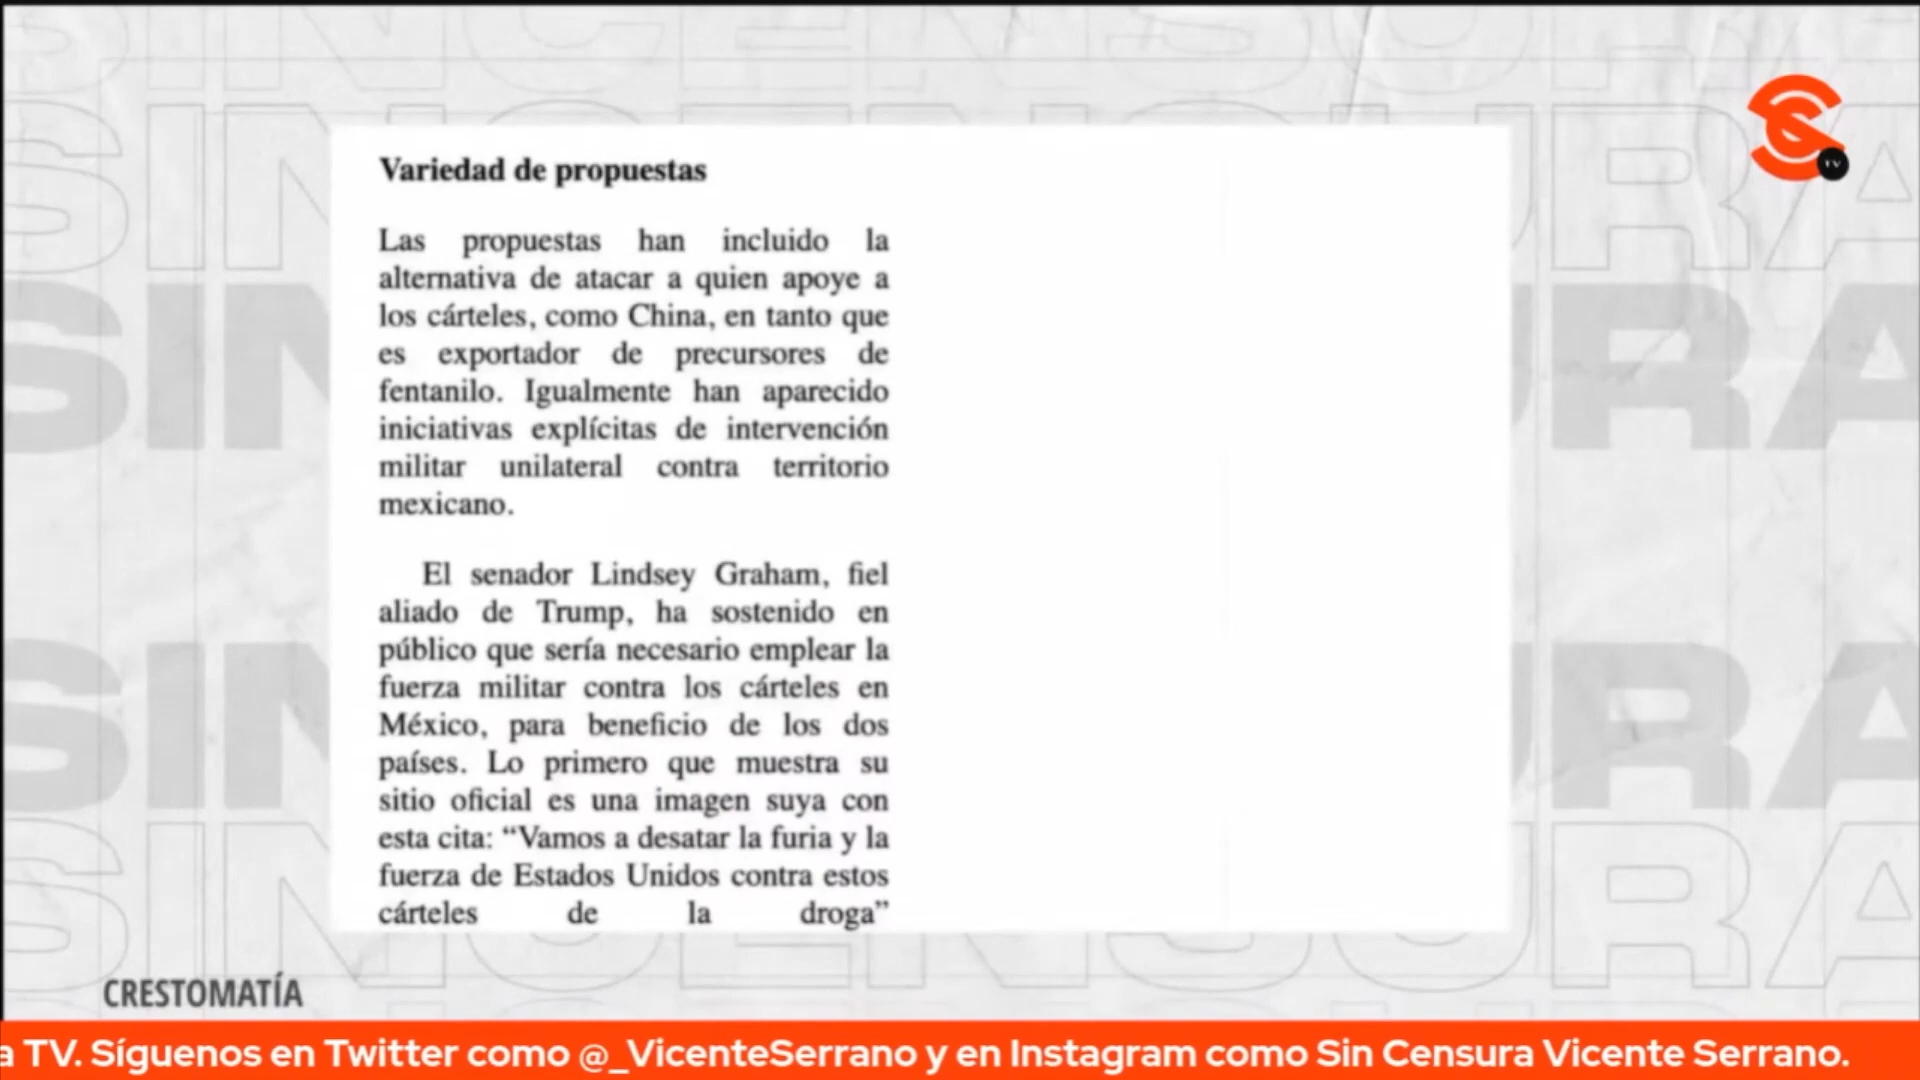 SINCENSURA
SINCENSURA
TV
Variedad de propuestas
Las propuestas han incluido la
alternativa de atacar a quien apoye a
los cárteles, como China, en tanto que
es exportador de precursores de
fentanilo. Igualmente han aparecido
iniciativas explícitas de intervención
militar unilateral contra territorio
mexicano.
El senador Lindsey Graham, fiel
aliado de Trump, ha sostenido en
público que sería necesario emplear la
fuerza militar contra los cárteles en
México, para beneficio de los dos
países. Lo primero que muestra su
sitio oficial es una imagen suya con
esta cita: “Vamos a desatar la furia y la
fuerza de Estados Unidos contra estos
cárteles de la droga”
SINCENSURA
CRESTOMATÍA
a TV. Síguenos en Twitter como @_VicenteSerrano y en Instagram como Sin Censura Vicente Serrano.